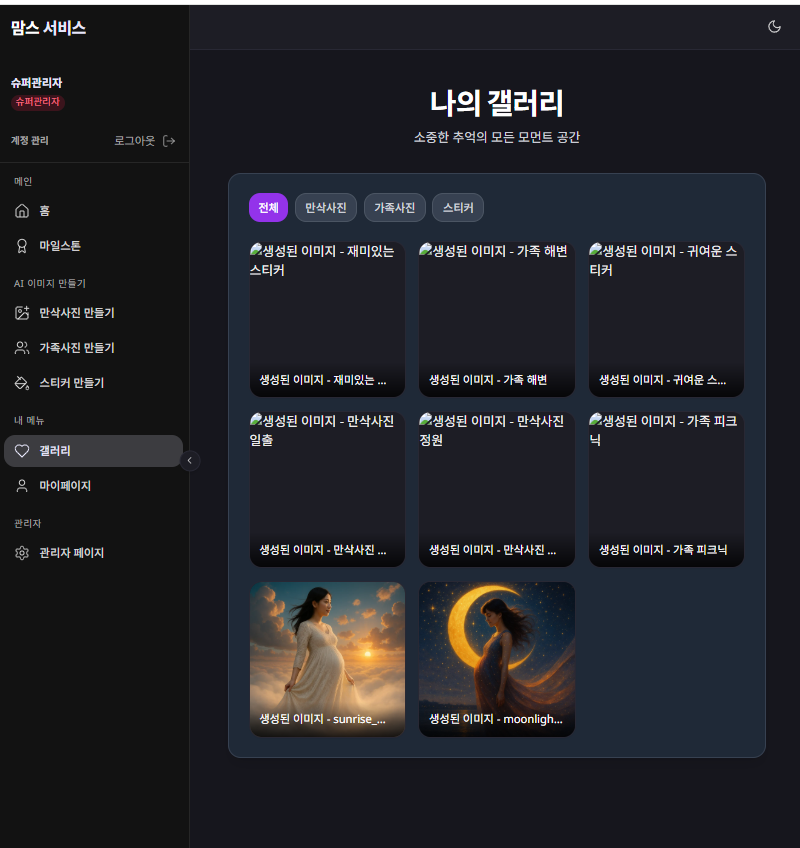 맘스 서비스
슈퍼관리자
슈퍼관리자
계정 관리
로그아웃
메인
홈
마일스톤
AI 이미지 만들기
만삭사진 만들기
가족사진 만들기
스티커 만들기
내 메뉴
갤러리
마이페이지
관리자
관리자 페이지
나의 갤러리
소중한 추억의 모든 모먼트 공간
전체
만삭사진
가족사진
스티커
생성된 이미지 - 재미있는
스티커
생성된 이미지 - 재미있는 ...
생성된 이미지 - 가족 해변
생성된 이미지 - 가족 해변
생성된 이미지 - 귀여운 스
티커
생성된 이미지 - 귀여운 스...
생성된 이미지 - 만삭사진
일출
생성된 이미지 - 만삭사진 ...
생성된 이미지 - 만삭사진
정원
생성된 이미지 - 만삭사진 ...
생성된 이미지 - 가족 피크
닉
생성된 이미지 - 가족 피크닉
생성된 이미지 - sunrise_...
생성된 이미지 - moonligh...